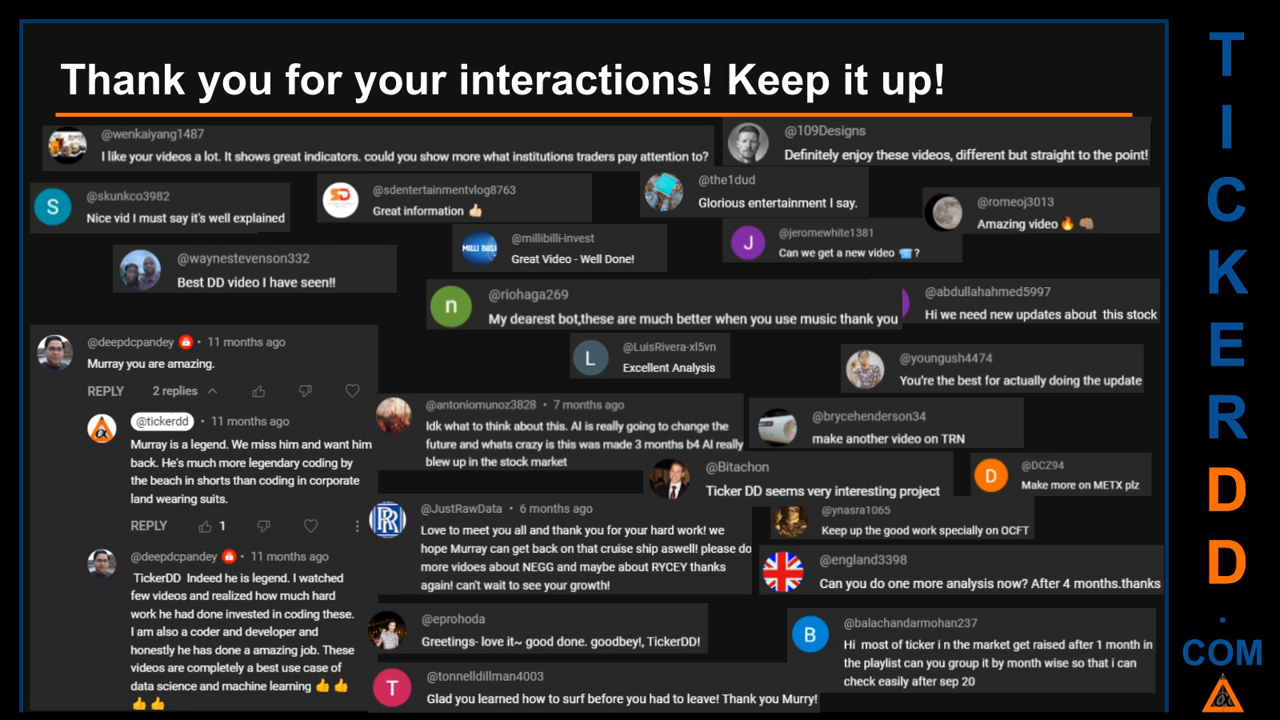 Thank you for your interactions! Keep it up!
@wenkaiyang1487
I like your videos a lot. It shows great indicators. could you show more what institutions traders pay attention to?
@109Designs
Definitely enjoy these videos, different but straight to the point!
@skunkco3982
Nice vid I must say it's well explained
@sdentertainmentvlog8763
Great information 👍🏻
@the1dud
Glorious entertainment I say.
@romeoj3013
Amazing video 🔥 👊🏽
@millibilli-invest
Great Video - Well Done!
MILLI BILLI
@jeromewhite1381
J
Can we get a new video ?
S
@waynestevenson332
Best DD video I have seen!!
@riohaga269
n
My dearest bot,these are much better when you use music thank you
@abdullahahmed5997
Hi we need new updates about this stock
@LuisRivera-xl5vn
L
Excellent Analysis
@youngush4474
You're the best for actually doing the update
@deepdcpandey • 11 months ago
Murray you are amazing.
REPLY 2 replies
@tickerdd • 11 months ago
Murray is a legend. We miss him and want him
back. He's much more legendary coding by
the beach in shorts than coding in corporate
land wearing suits.
REPLY 1
@deepdcpandey • 11 months ago
TickerDD Indeed he is legend. I watched
few videos and realized how much hard
work he had done invested in coding these.
I am also a coder and developer and
honestly he has done a amazing job. These
videos are completely a best use case of
data science and machine learning 👍 👍
👍 👍
@antoniomunoz3828 • 7 months ago
Idk what to think about this. AI is really going to change the
future and whats crazy is this was made 3 months b4 AI really
blew up in the stock market
@brycehenderson34
make another video on TRN
@Bitachon
Ticker DD seems very interesting project
@DCZ94
D
Make more on METX plz
@JustRawData • 6 months ago
Love to meet you all and thank you for your hard work! we
hope Murray can get back on that cruise ship aswell! please do
more vidoes about NEGG and maybe about RYCEY thanks
again! can't wait to see your growth!
@ynasra1065
Keep up the good work specially on OCFT
@england3398
Can you do one more analysis now? After 4 months.thanks
@eprohoda
Greetings- love it~ good done. goodbey!, TickerDD!
@balachandarmohan237
B
Hi most of ticker i n the market get raised after 1 month in
the playlist can you group it by month wise so that i can
check easily after sep 20
@tonnelldillman4003
T
Glad you learned how to surf before you had to leave! Thank you Murry!
T
I
C
K
E
R
D
D
.
COM